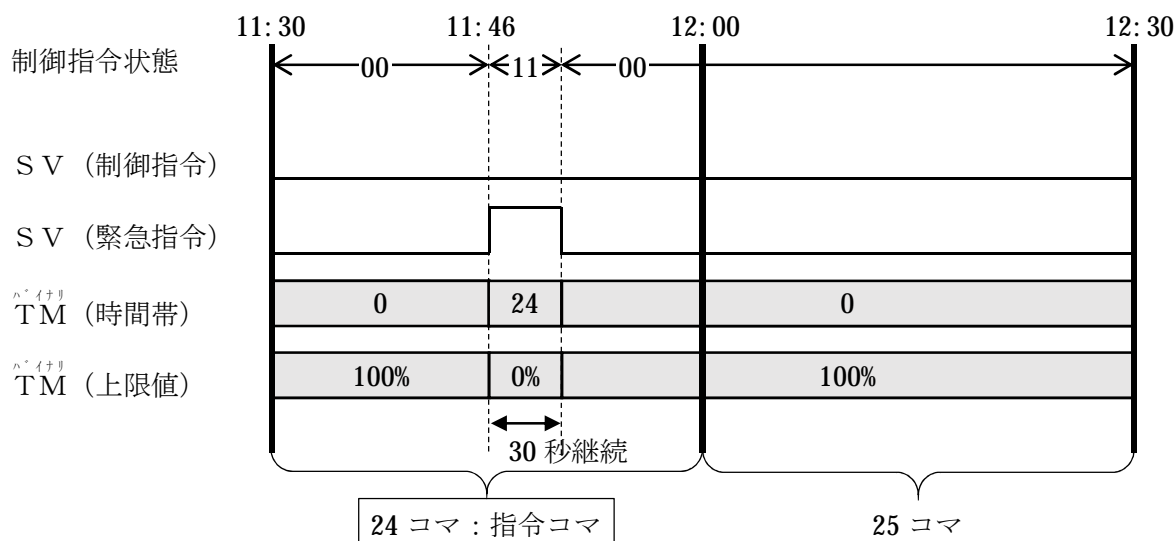 11:30 11:46 12:00 12:30
制御指令状態 00 11 00
ＳＶ（制御指令）
ＳＶ（緊急指令）
バイナリ
ＴＭ（時間帯） 0 24 0
バイナリ
ＴＭ（上限値） 100% 0% 100%
30 秒継続
24 コマ：指令コマ 25 コマ